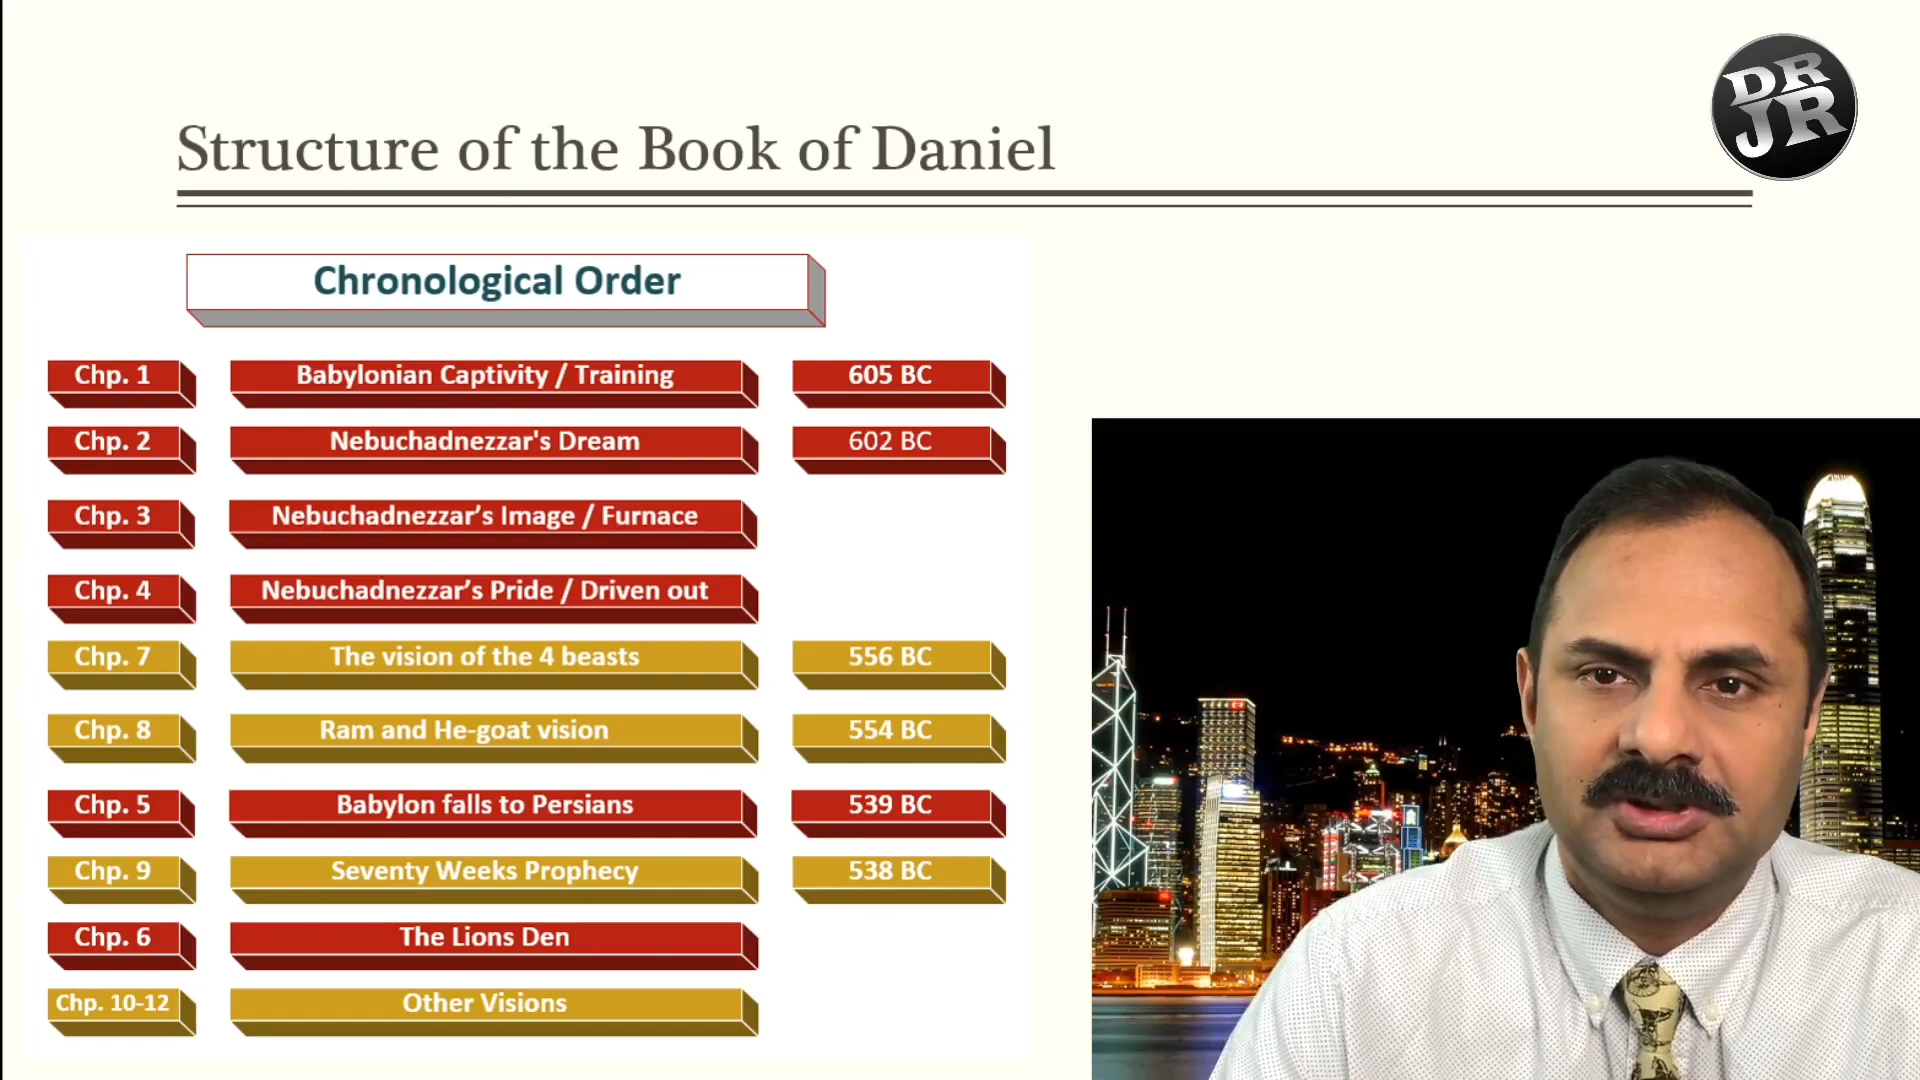 DR
JR
Structure of the Book of Daniel
Chronological Order
Chp. 1 Babylonian Captivity / Training 605 BC
Chp. 2 Nebuchadnezzar's Dream 602 BC
Chp. 3 Nebuchadnezzar’s Image / Furnace
Chp. 4 Nebuchadnezzar’s Pride / Driven out
Chp. 7 The vision of the 4 beasts 556 BC
Chp. 8 Ram and He-goat vision 554 BC
Chp. 5 Babylon falls to Persians 539 BC
Chp. 9 Seventy Weeks Prophecy 538 BC
Chp. 6 The Lions Den
Chp. 10-12 Other Visions